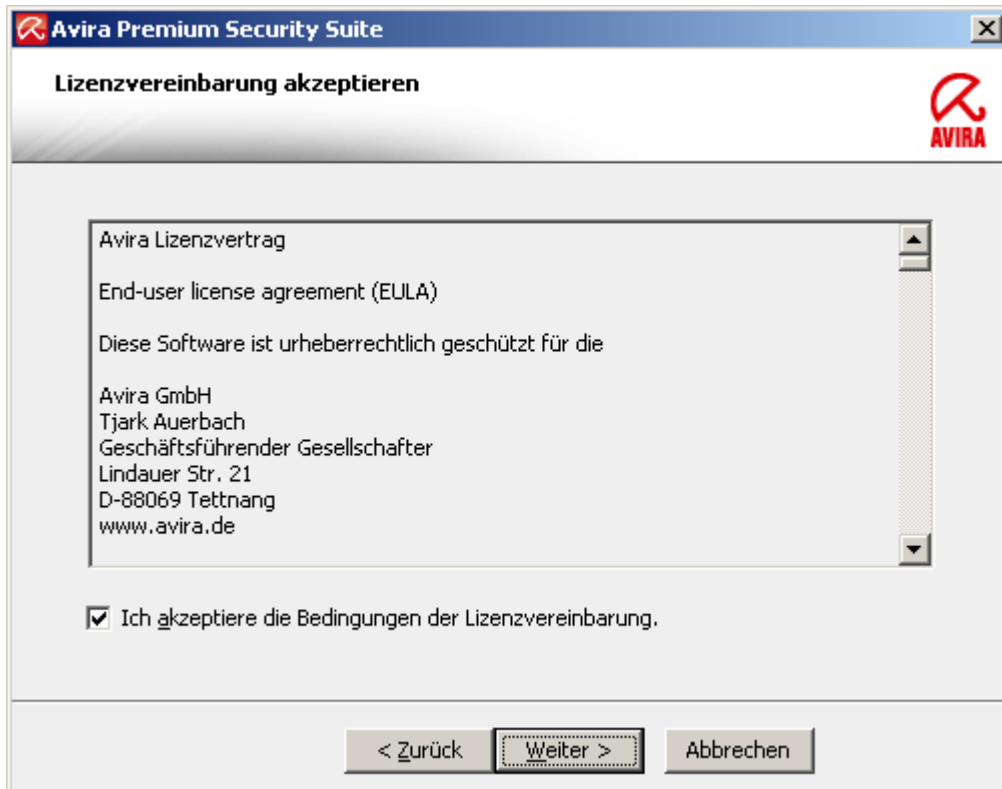 Avira Premium Security Suite
Lizenzvereinbarung akzeptieren
AVIRA
Avira Lizenzvertrag
End-user license agreement (EULA)
Diese Software ist urheberrechtlich geschützt für die
Avira GmbH
Tjark Auerbach
Geschäftsführender Gesellschafter
Lindauer Str. 21
D-88069 Tettnang
www.avira.de
Ich akzeptiere die Bedingungen der Lizenzvereinbarung.
< Zurück Weiter > Abbrechen